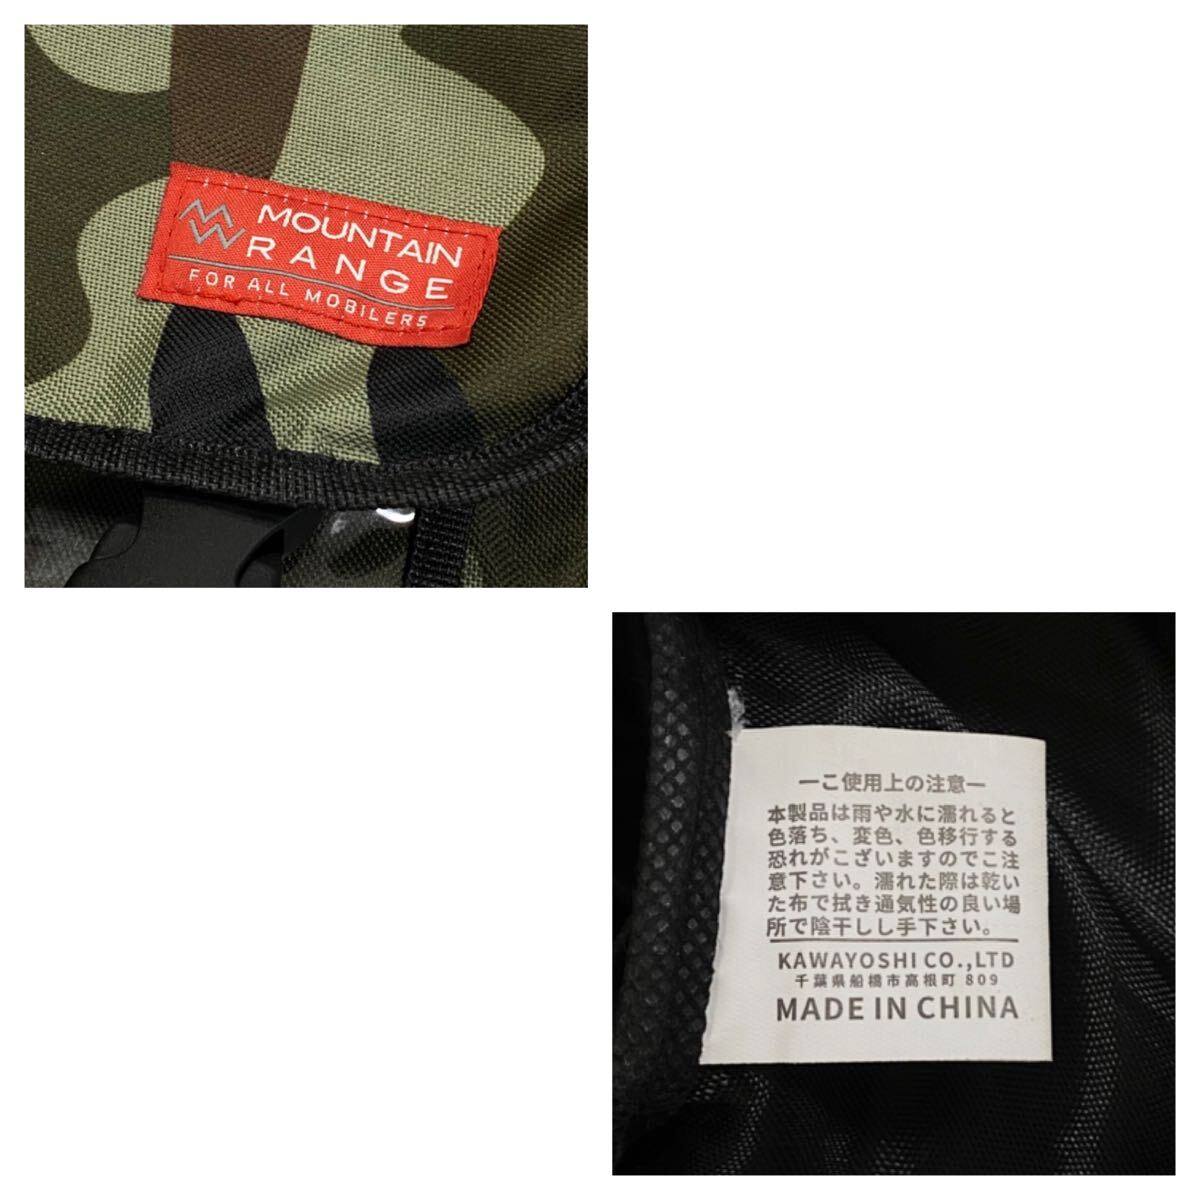 MOUNTAIN
RANGE
FOR ALL MOBILERS
ーこ使用上の注意ー
本製品は雨や水に濡れると
色落ち、変色、色移行する
恐れがこざいますのでこ注
意下さい。濡れた際は乾い
た布で拭き通気性の良い場
所で陰干しし手下さい。
KAWAYOSHI CO.,LTD
千葉県船橋市高根町 809
MADE IN CHINA